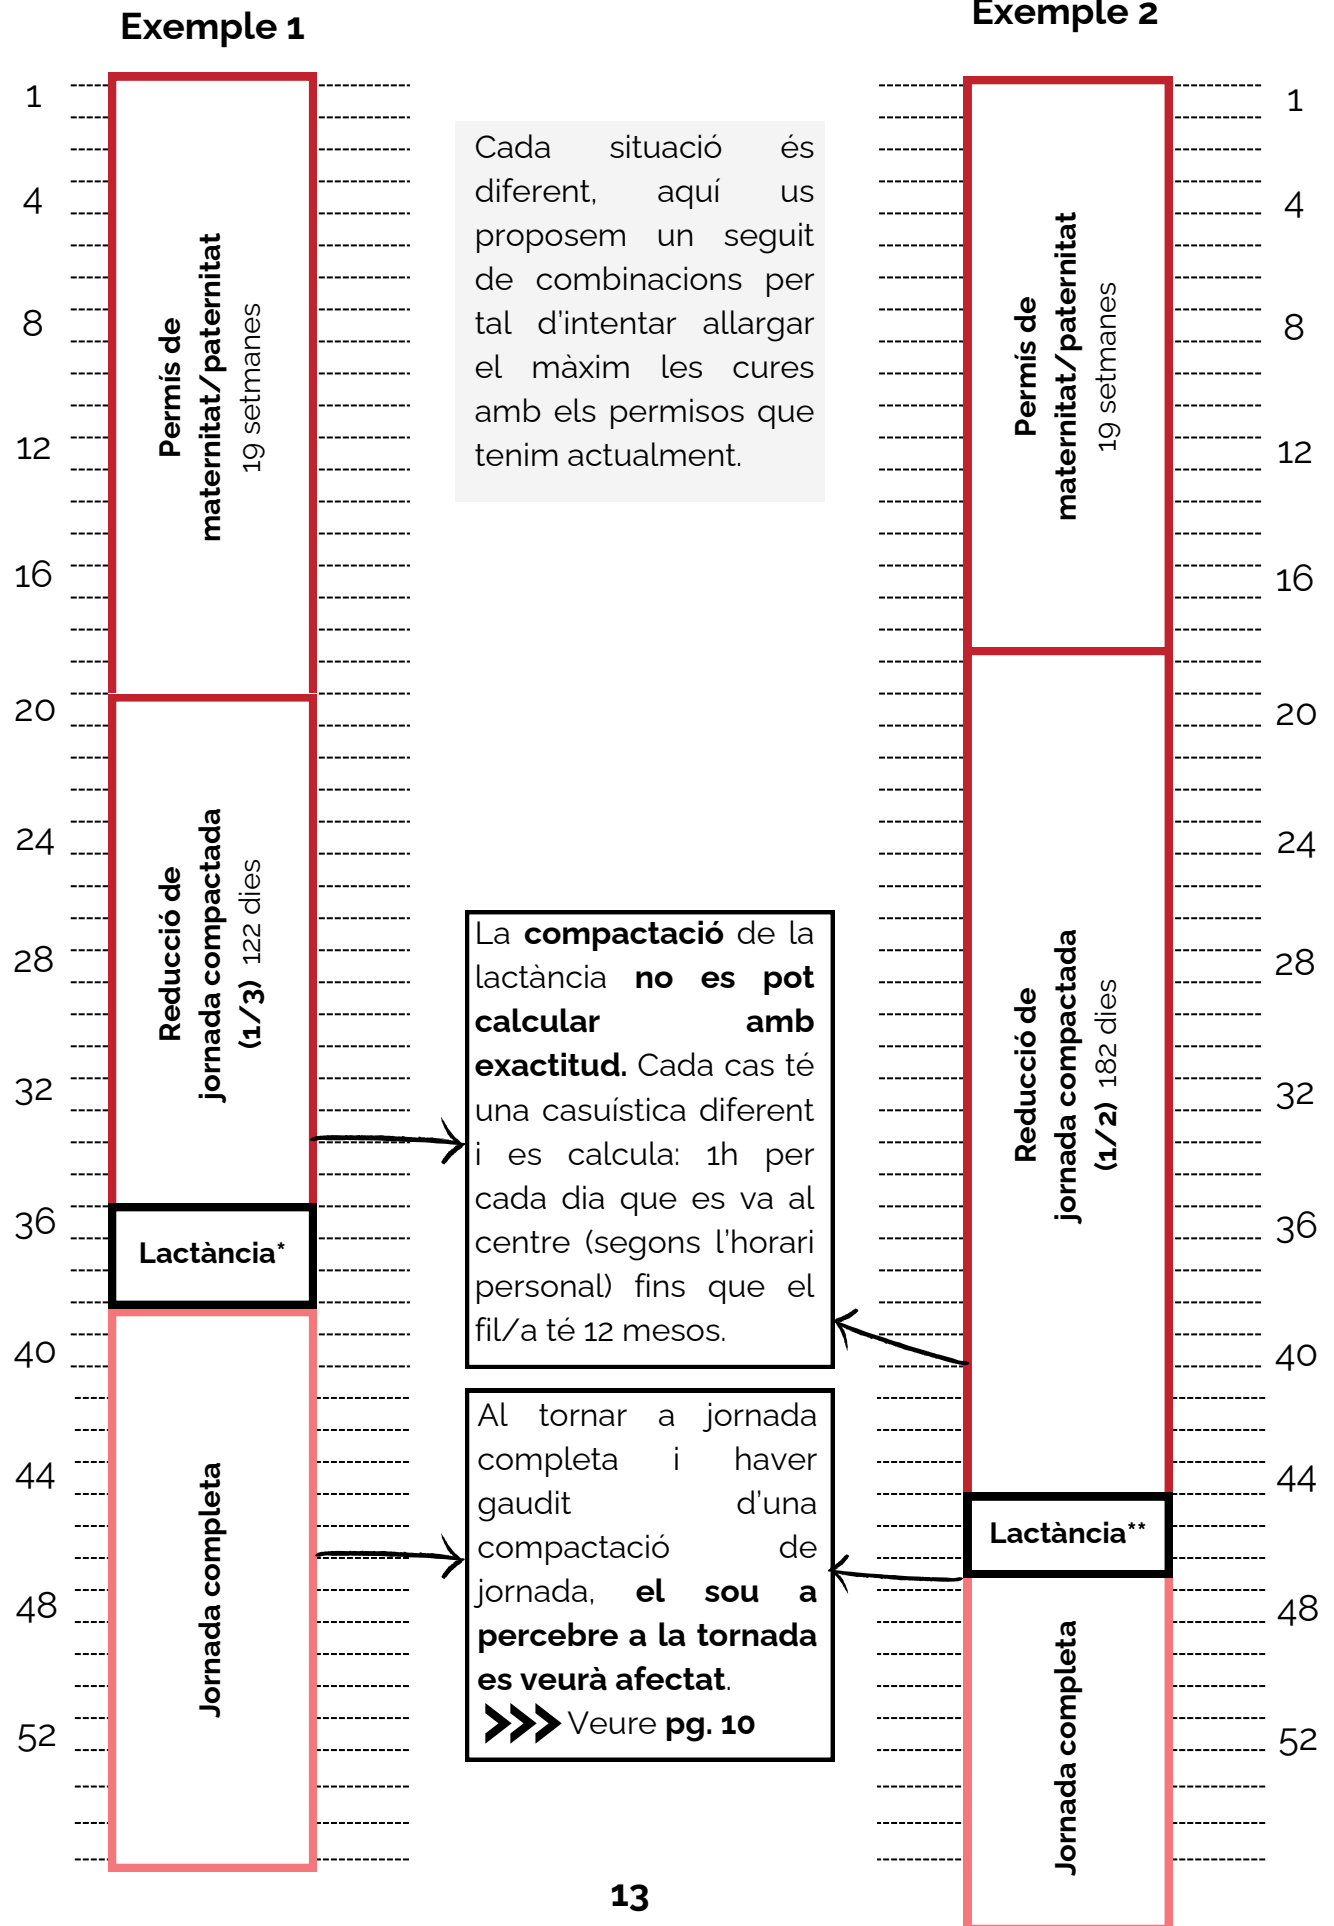 Exemple 1
1
4
8
12
16
20
24
28
32
36
40
44
48
52
Permís de
maternitat/paternitat
19 setmanes
Reducció de
jornada compactada
(1/3) 122 dies
Lactància*
Jornada completa
Cada situació és
diferent, aquí us
proposem un seguit
de combinacions per
tal d'intentar allargar
el màxim les cures
amb els permisos que
tenim actualment.
La compactació de la
lactància no es pot
calcular amb
exactitud. Cada cas té
una casuística diferent
i es calcula: 1h per
cada dia que es va al
centre (segons l'horari
personal) fins que el
fil/a té 12 mesos.
Al tornar a jornada
completa i haver
gaudit d'una
compactació de
jornada, el sou a
percebre a la tornada
es veurà afectat.
Veure pg. 10
Exemple 2
Permís de
maternitat/paternitat
19 setmanes
Reducció de
jornada compactada
(1/2) 182 dies
Lactància**
Jornada completa
1
4
8
12
16
20
24
28
32
36
40
44
48
52
13